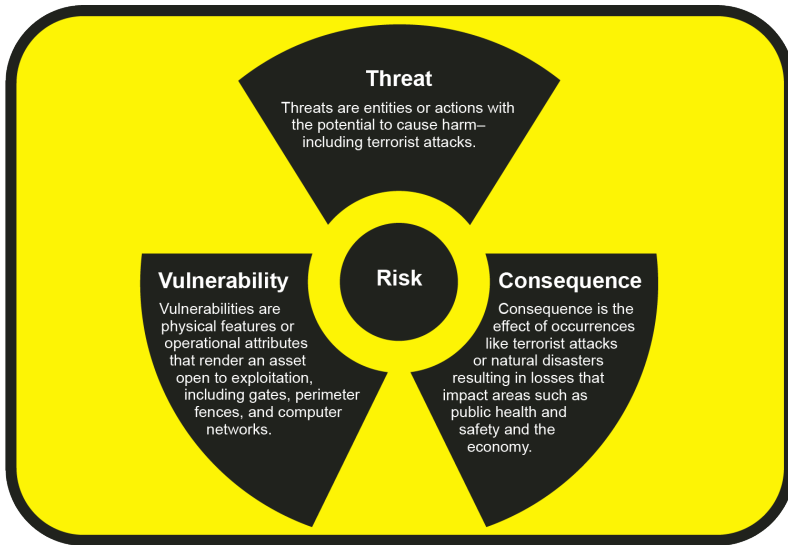 Threat
Threats are entities or actions with
the potential to cause harm–
including terrorist attacks.
Risk
Vulnerability
Vulnerabilities are
physical features or
operational attributes
that render an asset
open to exploitation,
including gates, perimeter
fences, and computer
networks.
Consequence
Consequence is the
effect of occurrences
like terrorist attacks
or natural disasters
resulting in losses that
impact areas such as
public health and
safety and the
economy.